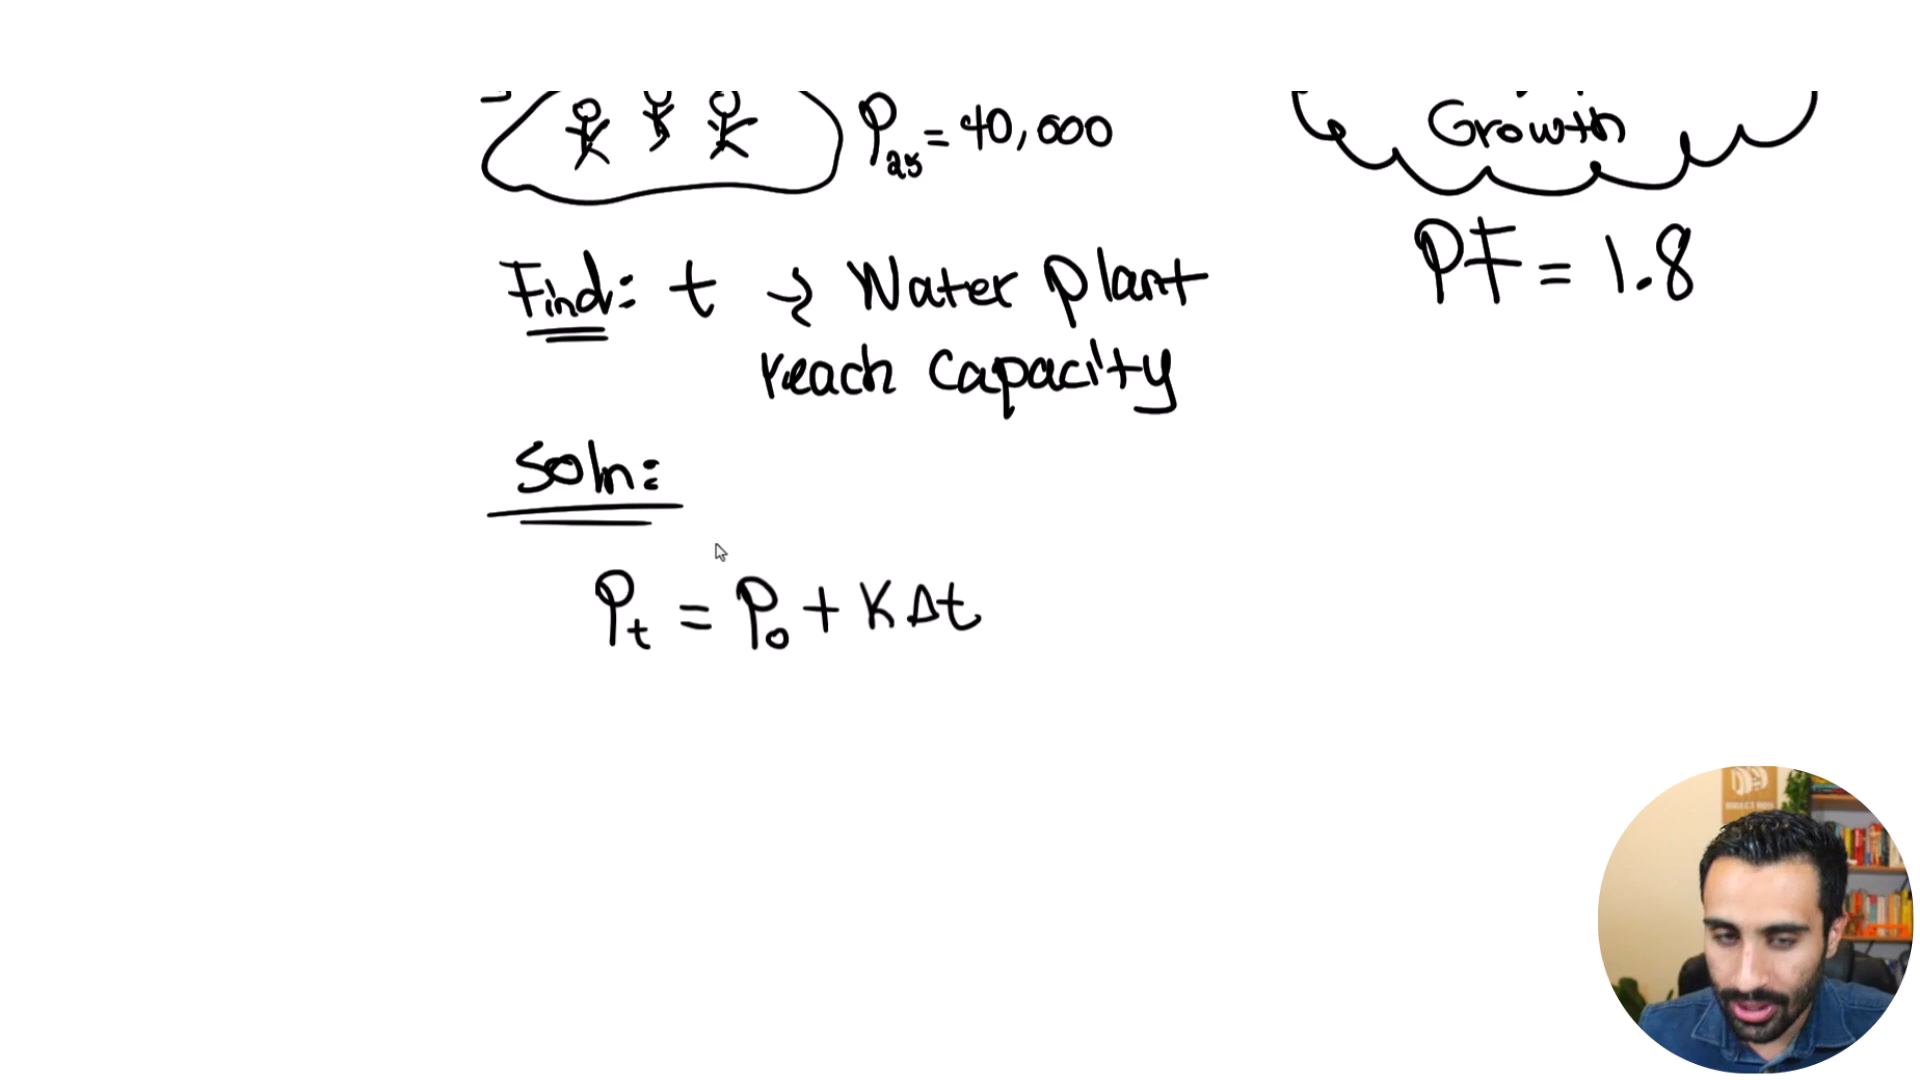 P25 = 40,000
Growth
PF = 1.8
Find: t → Water plant
reach capacity
Soln:
Pt = P0 + KΔt